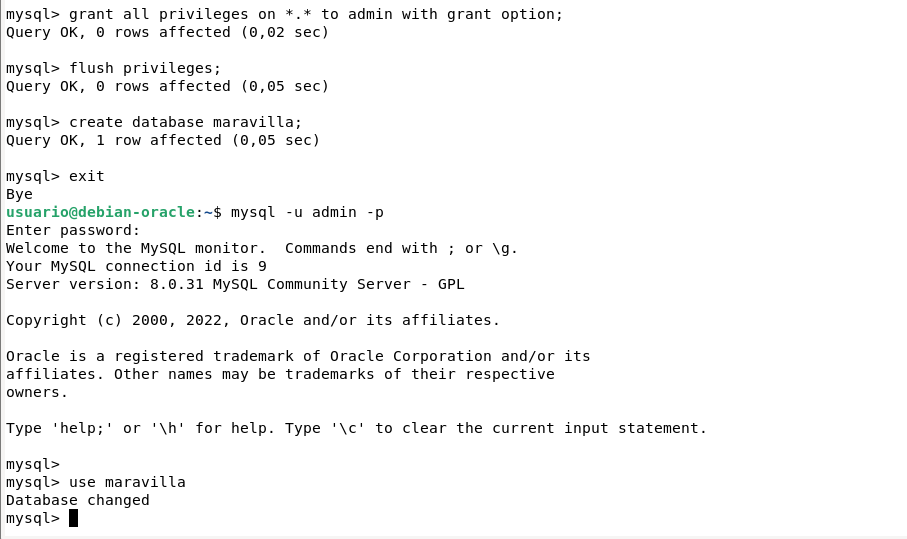 mysql> grant all privileges on *.* to admin with grant option;
Query OK, 0 rows affected (0,02 sec)
mysql> flush privileges;
Query OK, 0 rows affected (0,05 sec)
mysql> create database maravilla;
Query OK, 1 row affected (0,05 sec)
mysql> exit
Bye
usuario@debian-oracle:~$ mysql -u admin -p
Enter password:
Welcome to the MySQL monitor.  Commands end with ; or \g.
Your MySQL connection id is 9
Server version: 8.0.31 MySQL Community Server - GPL
Copyright (c) 2000, 2022, Oracle and/or its affiliates.
Oracle is a registered trademark of Oracle Corporation and/or its
affiliates. Other names may be trademarks of their respective
owners.
Type 'help;' or '\h' for help. Type '\c' to clear the current input statement.
mysql>
mysql> use maravilla
Database changed
mysql>